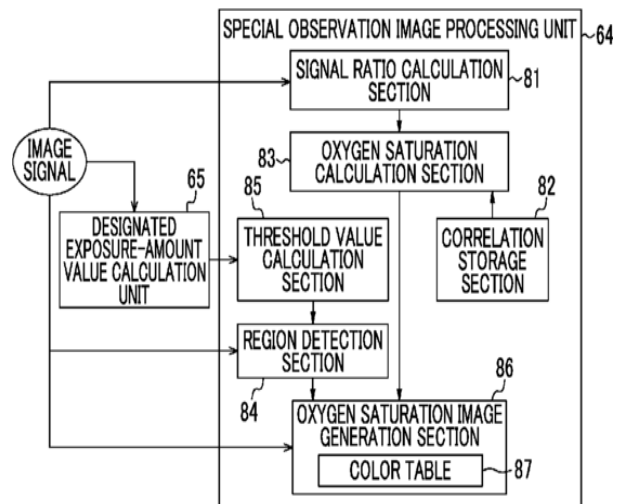 SPECIAL OBSERVATION IMAGE PROCESSING UNIT
64
SIGNAL RATIO CALCULATION
SECTION
81
IMAGE
SIGNAL
83
OXYGEN SATURATION
CALCULATION SECTION
65
85
82
DESIGNATED
EXPOSURE-AMOUNT
VALUE CALCULATION
UNIT
THRESHOLD VALUE
CALCULATION
SECTION
CORRELATION
STORAGE
SECTION
REGION DETECTION
SECTION
84
86
OXYGEN SATURATION IMAGE
GENERATION SECTION
COLOR TABLE
87